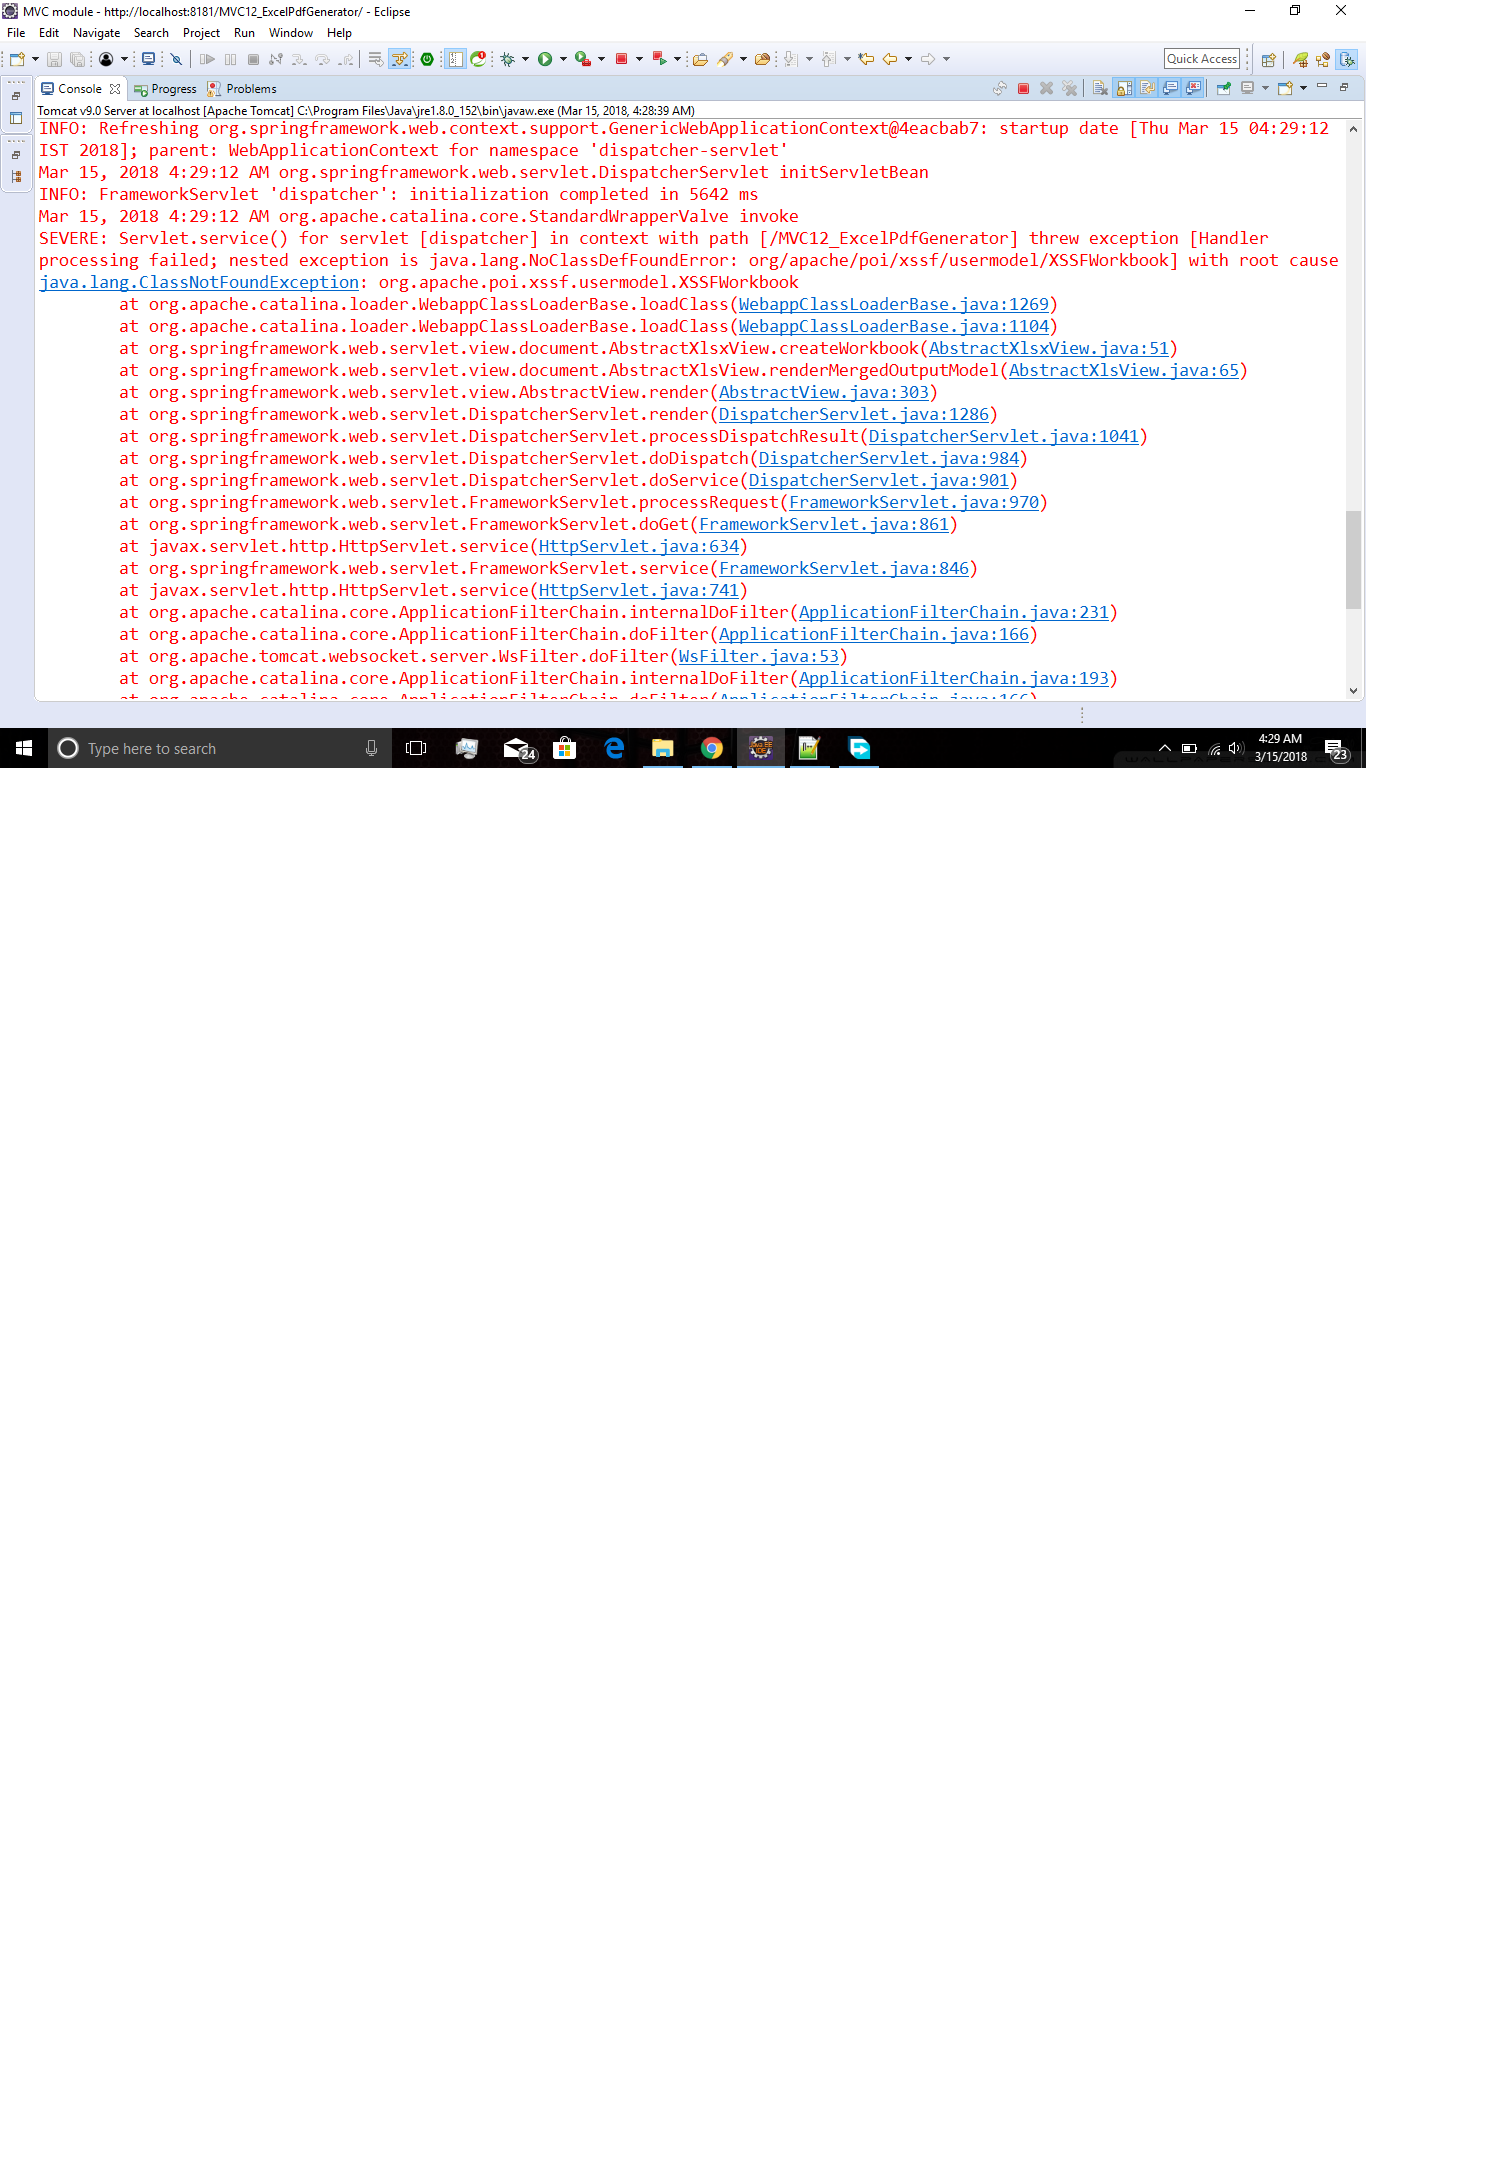 MVC module - http://localhost:8181/MVC12_ExcelPdfGenerator/ - Eclipse
File Edit Navigate Search Project Run Window Help
Quick Access
Console Progress Problems
Tomcat v9.0 Server at localhost [Apache Tomcat] C:\Program Files\Java\jre1.8.0_152\bin\javaw.exe (Mar 15, 2018, 4:28:39 AM)
INFO: Refreshing org.springframework.web.context.support.GenericWebApplicationContext@4eacbab7: startup date [Thu Mar 15 04:29:12
IST 2018]; parent: WebApplicationContext for namespace 'dispatcher-servlet'
Mar 15, 2018 4:29:12 AM org.springframework.web.servlet.DispatcherServlet initServletBean
INFO: FrameworkServlet 'dispatcher': initialization completed in 5642 ms
Mar 15, 2018 4:29:12 AM org.apache.catalina.core.StandardWrapperValve invoke
SEVERE: Servlet.service() for servlet [dispatcher] in context with path [/MVC12_ExcelPdfGenerator] threw exception [Handler
processing failed; nested exception is java.lang.NoClassDefFoundError: org/apache/poi/xssf/usermodel/XSSFWorkbook] with root cause
java.lang.ClassNotFoundException: org.apache.poi.xssf.usermodel.XSSFWorkbook
at org.apache.catalina.loader.WebappClassLoaderBase.loadClass(WebappClassLoaderBase.java:1269)
at org.apache.catalina.loader.WebappClassLoaderBase.loadClass(WebappClassLoaderBase.java:1104)
at org.springframework.web.servlet.view.document.AbstractXlsxView.createWorkbook(AbstractXlsxView.java:51)
at org.springframework.web.servlet.view.document.AbstractXlsView.renderMergedOutputModel(AbstractXlsView.java:65)
at org.springframework.web.servlet.view.AbstractView.render(AbstractView.java:303)
at org.springframework.web.servlet.DispatcherServlet.render(DispatcherServlet.java:1286)
at org.springframework.web.servlet.DispatcherServlet.processDispatchResult(DispatcherServlet.java:1041)
at org.springframework.web.servlet.DispatcherServlet.doDispatch(DispatcherServlet.java:984)
at org.springframework.web.servlet.DispatcherServlet.doService(DispatcherServlet.java:901)
at org.springframework.web.servlet.FrameworkServlet.processRequest(FrameworkServlet.java:970)
at org.springframework.web.servlet.FrameworkServlet.doGet(FrameworkServlet.java:861)
at javax.servlet.http.HttpServlet.service(HttpServlet.java:634)
at org.springframework.web.servlet.FrameworkServlet.service(FrameworkServlet.java:846)
at javax.servlet.http.HttpServlet.service(HttpServlet.java:741)
at org.apache.catalina.core.ApplicationFilterChain.internalDoFilter(ApplicationFilterChain.java:231)
at org.apache.catalina.core.ApplicationFilterChain.doFilter(ApplicationFilterChain.java:166)
at org.apache.tomcat.websocket.server.WsFilter.doFilter(WsFilter.java:53)
at org.apache.catalina.core.ApplicationFilterChain.internalDoFilter(ApplicationFilterChain.java:193)
at org.apache.catalina.core.ApplicationFilterChain.doFilter(ApplicationFilterChain.java:166)
Type here to search
24
4:29 AM
3/15/2018
23